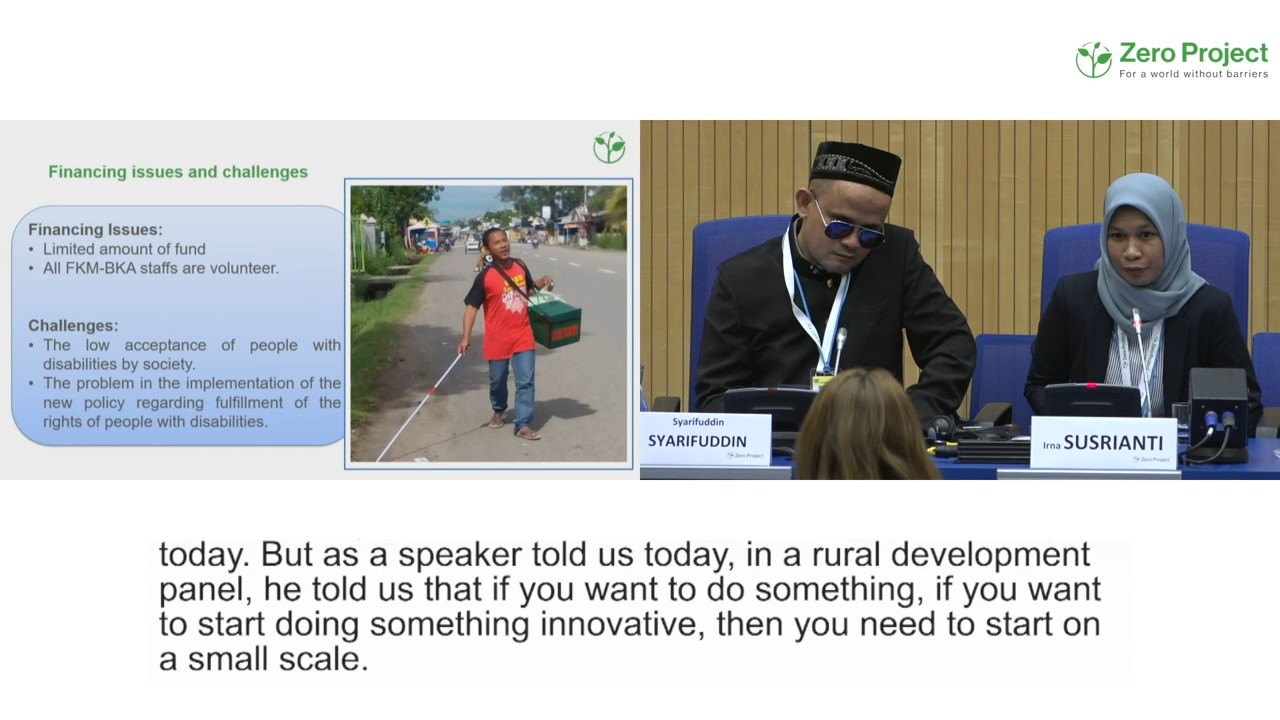 Zero Project
For a world without barriers
Financing issues and challenges
Financing Issues:
• Limited amount of fund
• All FKM-BKA staffs are volunteer.
Challenges:
• The low acceptance of people with
disabilities by society.
• The problem in the implementation of the
new policy regarding fulfillment of the
rights of people with disabilities.
Syarifuddin
SYARIFUDDIN
Zero Project
Irna SUSRIANTI
Zero Project
today. But as a speaker told us today, in a rural development
panel, he told us that if you want to do something, if you want
to start doing something innovative, then you need to start on
a small scale.